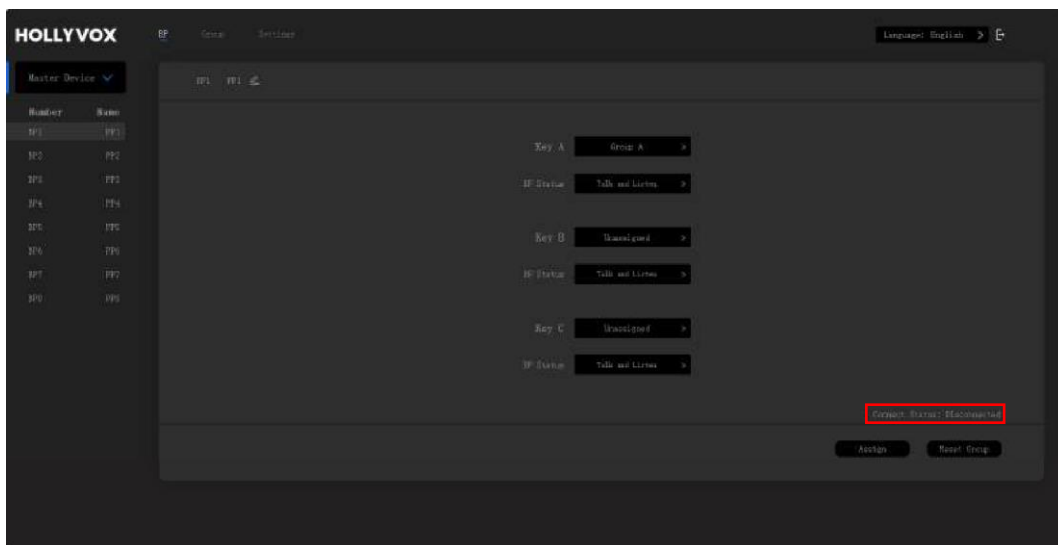 HOLLYVOX
BP Group Settings
Language: English >
Master Device
BP1 PP1
Number Name
BP1 PP1
BP2 PP2
BP3 PP3
BP4 PP4
BP5 PP5
BP6 PP6
BP7 PP7
BP8 PP8
Key A Group A >
BP Status Talk and Listen >
Key B Unassigned >
BP Status Talk and Listen >
Key C Unassigned >
BP Status Talk and Listen >
Connect Status: Disconnected
Assign Reset Group